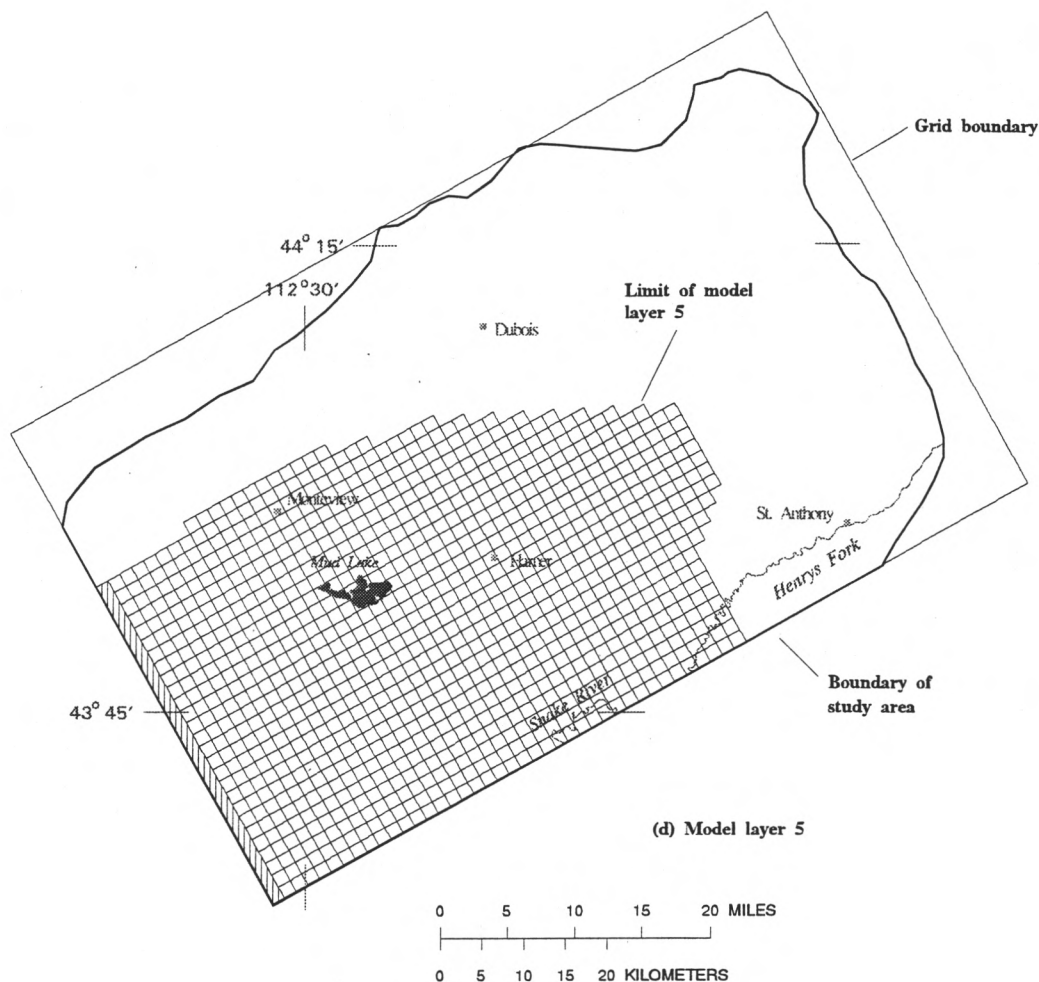 Grid boundary
44° 15′
112° 30′
Limit of model
layer 5
Dubois
Monteview
St. Anthony
Mud Lake
Hamer
Henrys Fork
Boundary of
study area
43° 45′
Snake River
(d) Model layer 5
0 5 10 15 20 MILES
0 5 10 15 20 KILOMETERS